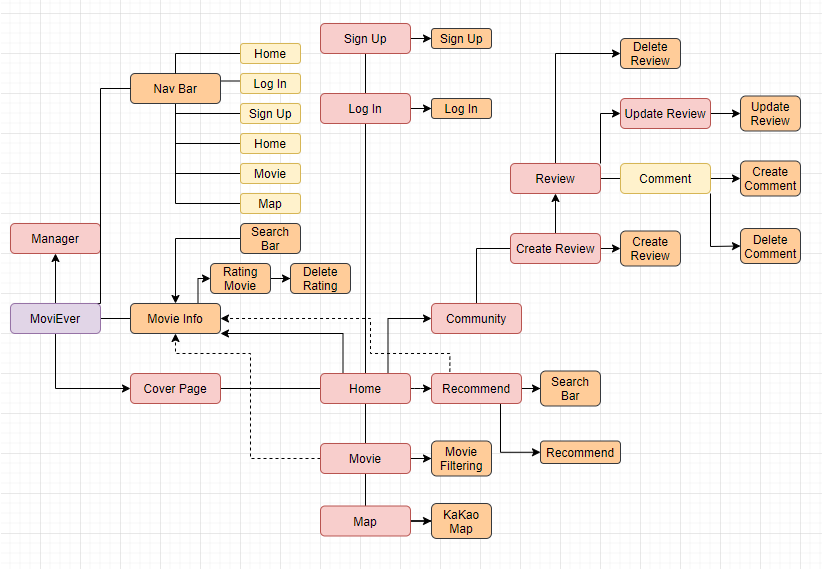 Sign Up
Sign Up
Delete
Review
Home
Nav Bar
Log In
Log In
Log In
Sign Up
Update Review
Update
Review
Home
Movie
Review
Comment
Create
Comment
Map
Manager
Search
Bar
Create Review
Create
Review
Delete
Comment
Rating
Movie
Delete
Rating
MoviEver
Movie Info
Community
Cover Page
Home
Recommend
Search
Bar
Movie
Movie
Filtering
Recommend
Map
KaKao
Map